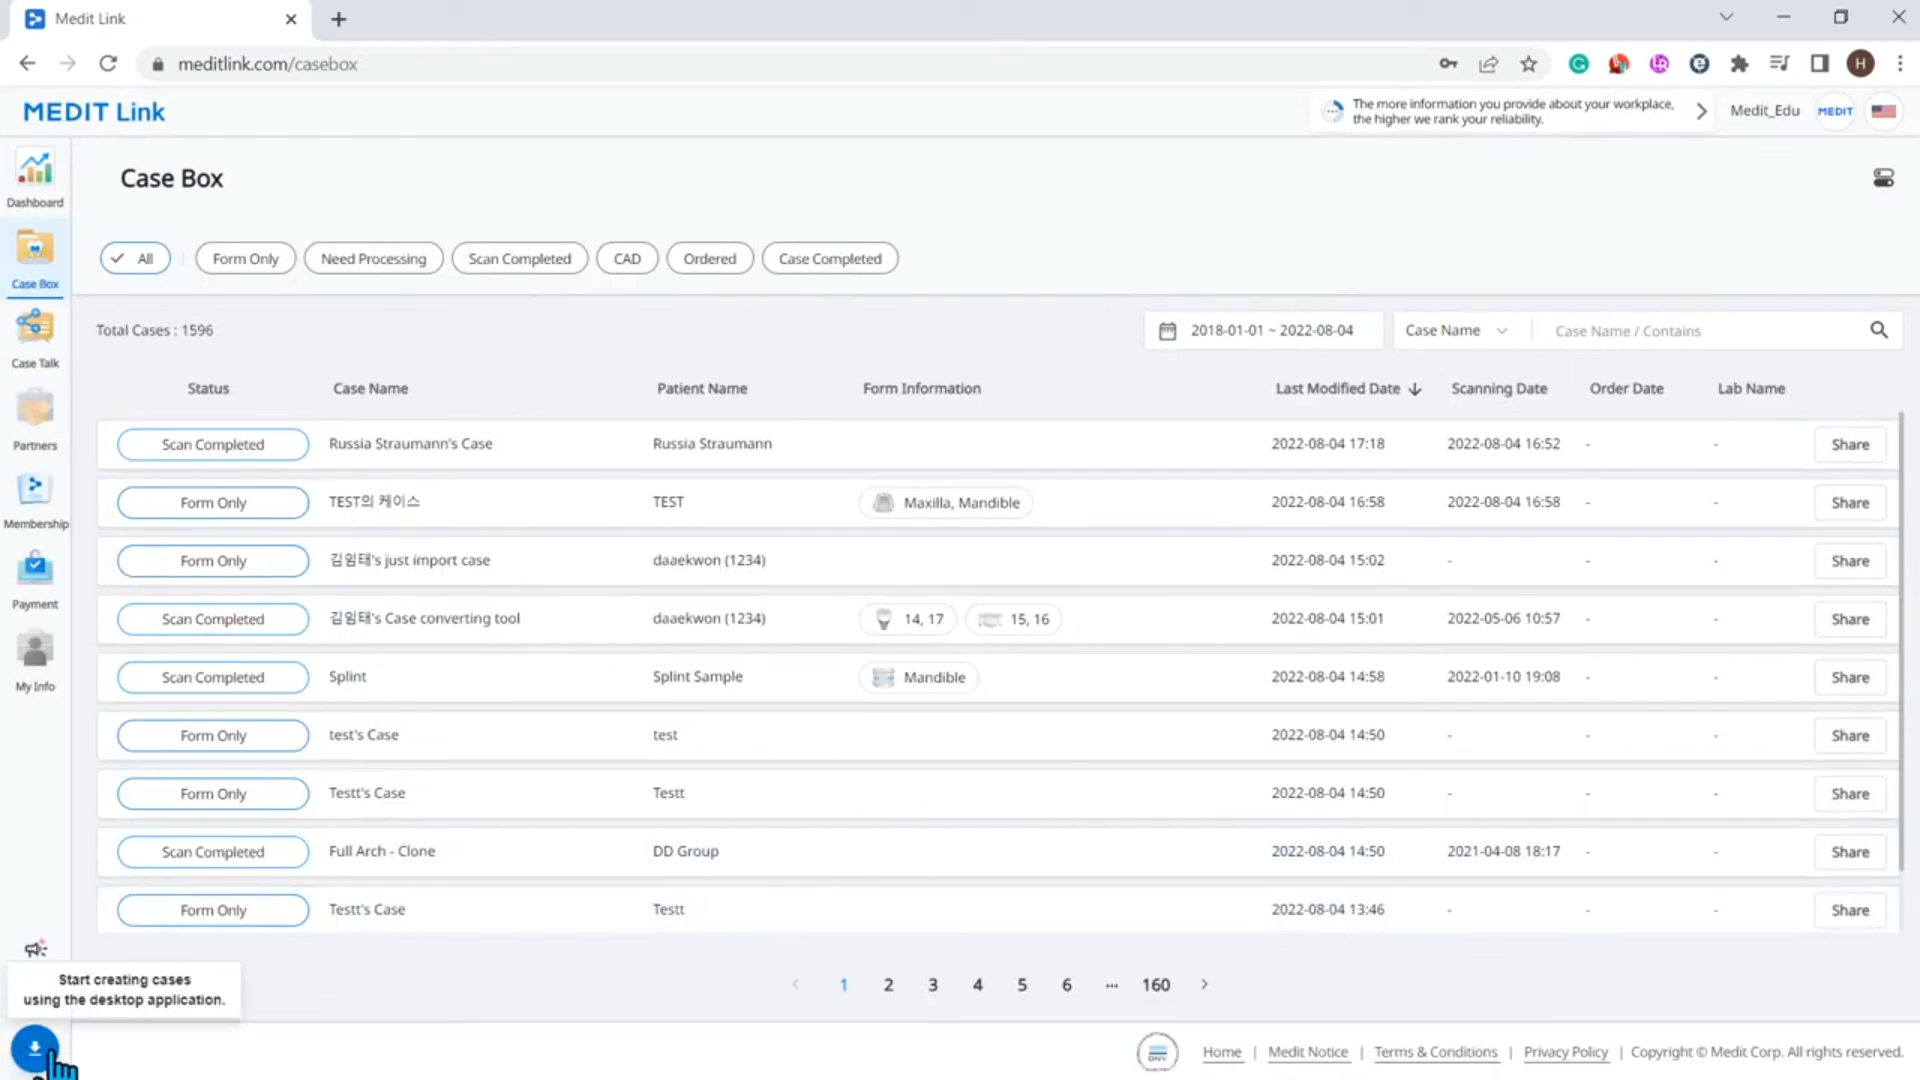 Medit Link
meditlink.com/casebox
H
MEDIT Link
The more information you provide about your workplace,
the higher we rank your reliability.
Medit_Edu
MEDIT
Dashboard
Case Box
Case Talk
Partners
Membership
Payment
My Info
Case Box
All
Form Only
Need Processing
Scan Completed
CAD
Ordered
Case Completed
Total Cases : 1596
2018-01-01 ~ 2022-08-04
Case Name
Case Name / Contains
Status Case Name Patient Name Form Information Last Modified Date Scanning Date Order Date Lab Name
Scan Completed Russia Straumann's Case Russia Straumann 2022-08-04 17:18 2022-08-04 16:52 - - Share
Form Only TEST의 케이스 TEST Maxilla, Mandible 2022-08-04 16:58 2022-08-04 16:58 - - Share
Form Only 김임태's just import case daaekwon (1234) 2022-08-04 15:02 - - - Share
Scan Completed 김임태's Case converting tool daaekwon (1234) 14, 17 15, 16 2022-08-04 15:01 2022-05-06 10:57 - - Share
Scan Completed Splint Splint Sample Mandible 2022-08-04 14:58 2022-01-10 19:08 - - Share
Form Only test's Case test 2022-08-04 14:50 - - - Share
Form Only Testt's Case Testt 2022-08-04 14:50 - - - Share
Scan Completed Full Arch - Clone DD Group 2022-08-04 14:50 2021-04-08 18:17 - - Share
Form Only Testt's Case Testt 2022-08-04 13:46 - - - Share
Start creating cases
using the desktop application.
1 2 3 4 5 6 ... 160
DNV
Home | Medit Notice | Terms & Conditions | Privacy Policy | Copyright © Medit Corp. All rights reserved.